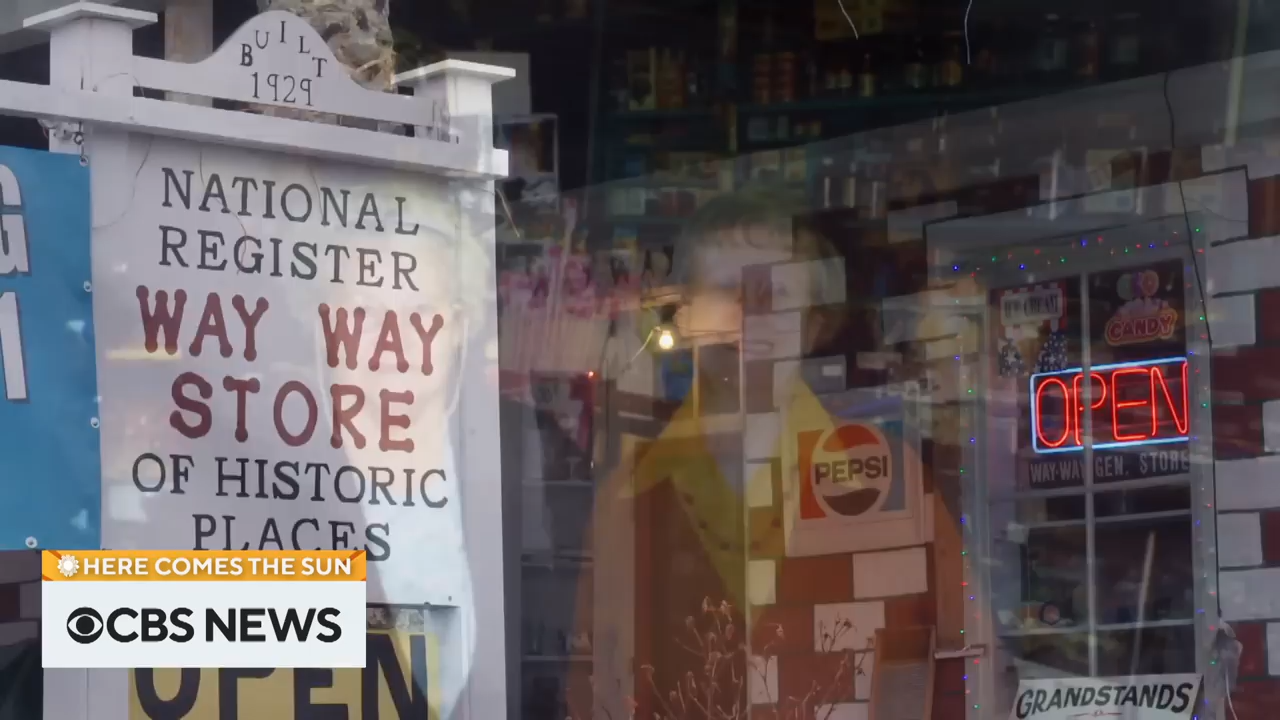 BUILT
1929
NATIONAL
REGISTER
WAY WAY
STORE
OF HISTORIC
PLACES
OPEN
G
1
CANDY
OPEN
WAY-WAY GEN. STORE
PEPSI
GRANDSTANDS
HERE COMES THE SUN
CBS NEWS